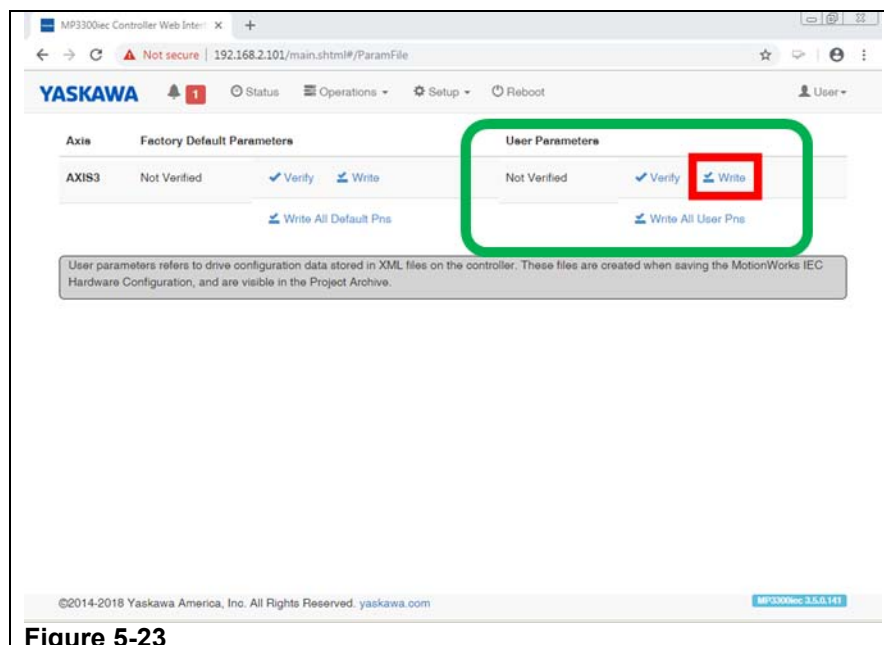 MP3300iec Controller Web Inter
Not secure | 192.168.2.101/main.shtml#/ParamFile
YASKAWA 1 Status Operations Setup Reboot User
Axis Factory Default Parameters User Parameters
AXIS3 Not Verified Verify Write Not Verified Verify Write
Write All Default Pns Write All User Pns
User parameters refers to drive configuration data stored in XML files on the controller. These files are created when saving the MotionWorks IEC
Hardware Configuration, and are visible in the Project Archive.
©2014-2018 Yaskawa America, Inc. All Rights Reserved. yaskawa.com MP3300iec 3.5.0.141
Figure 5-23